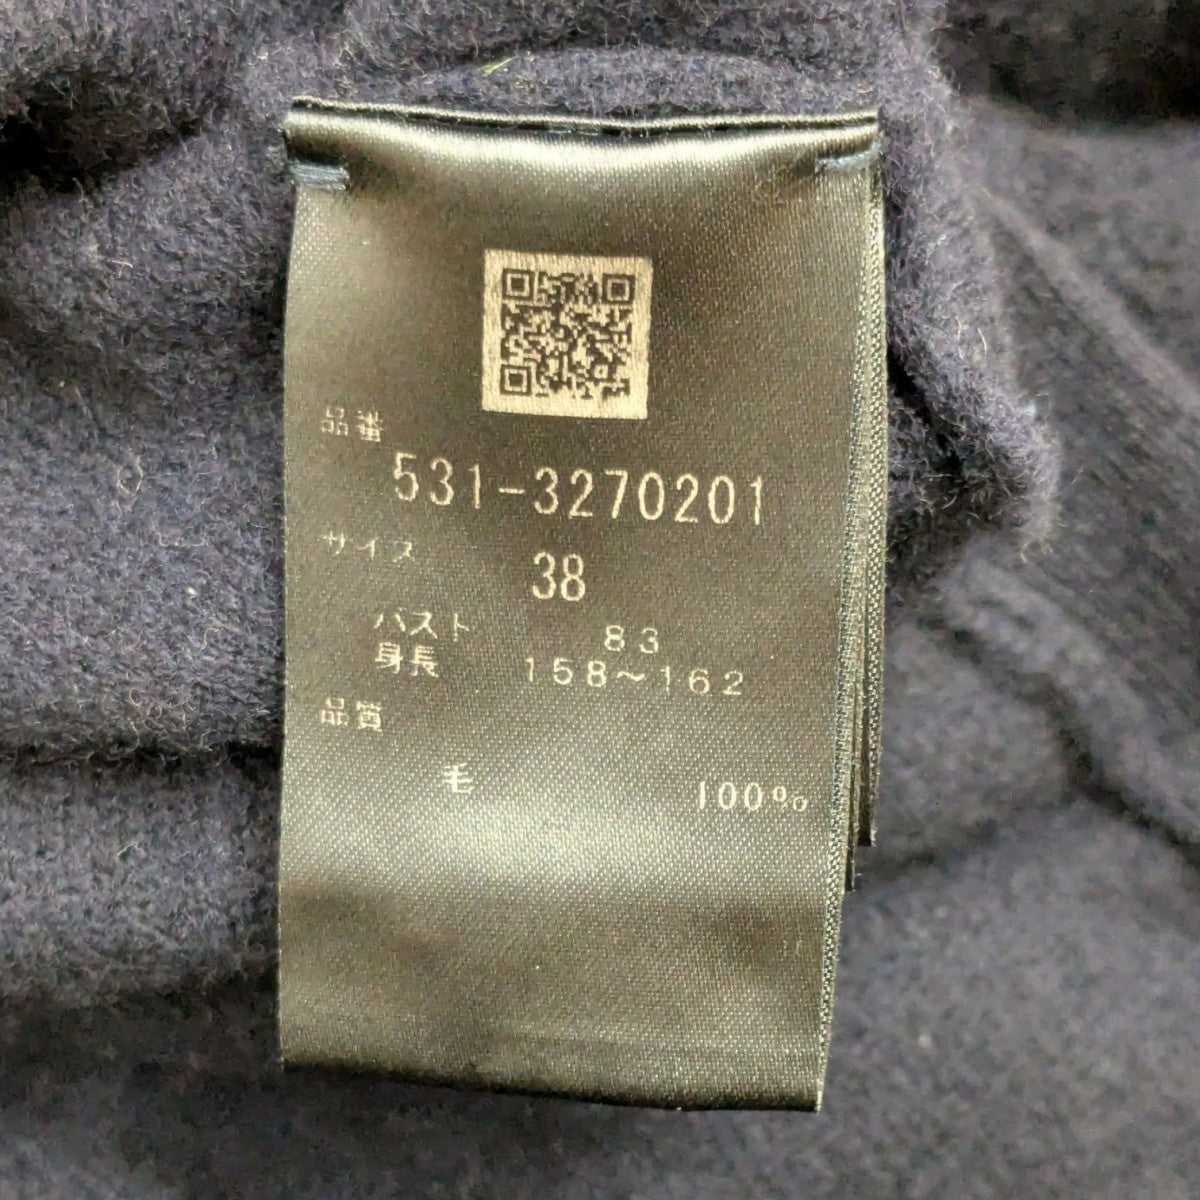 品番
531-3270201
サイズ
38
バスト 83
身長 158～162
品質
毛 100%